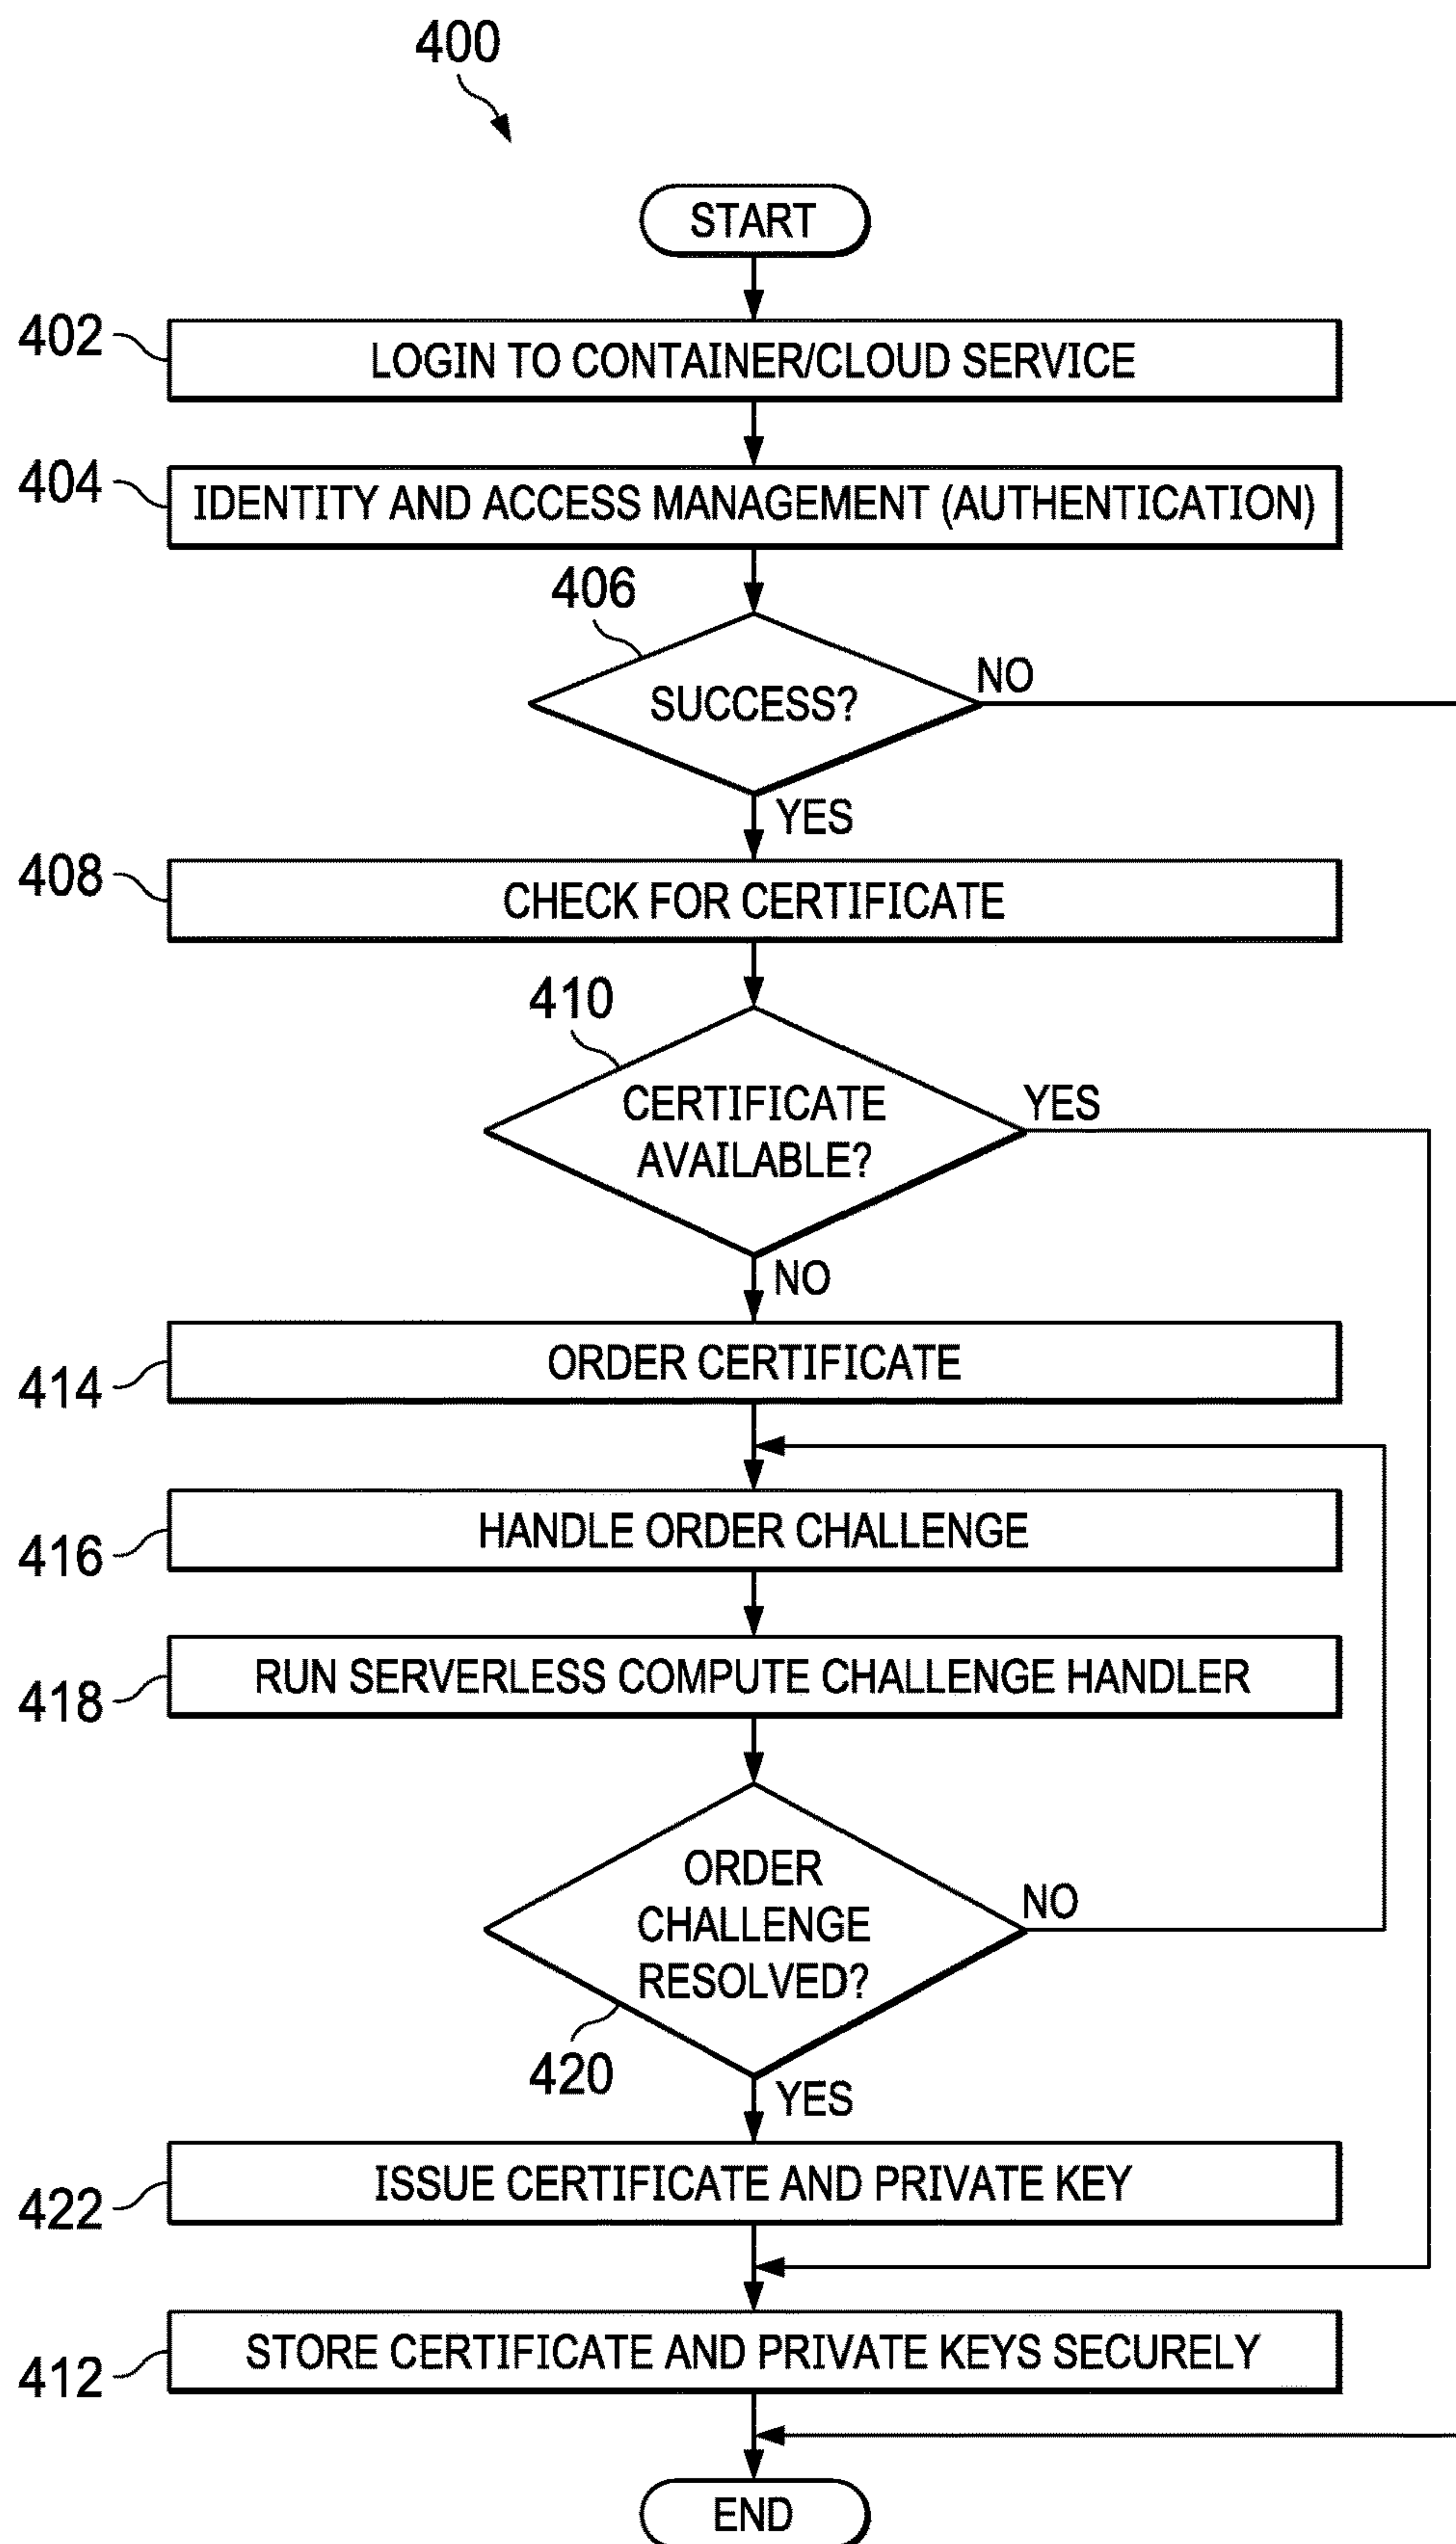 400
START
402
LOGIN TO CONTAINER/CLOUD SERVICE
404
IDENTITY AND ACCESS MANAGEMENT (AUTHENTICATION)
406
SUCCESS?
NO
YES
408
CHECK FOR CERTIFICATE
410
CERTIFICATE
AVAILABLE?
YES
NO
414
ORDER CERTIFICATE
416
HANDLE ORDER CHALLENGE
418
RUN SERVERLESS COMPUTE CHALLENGE HANDLER
ORDER
CHALLENGE
RESOLVED?
NO
420
YES
422
ISSUE CERTIFICATE AND PRIVATE KEY
412
STORE CERTIFICATE AND PRIVATE KEYS SECURELY
END